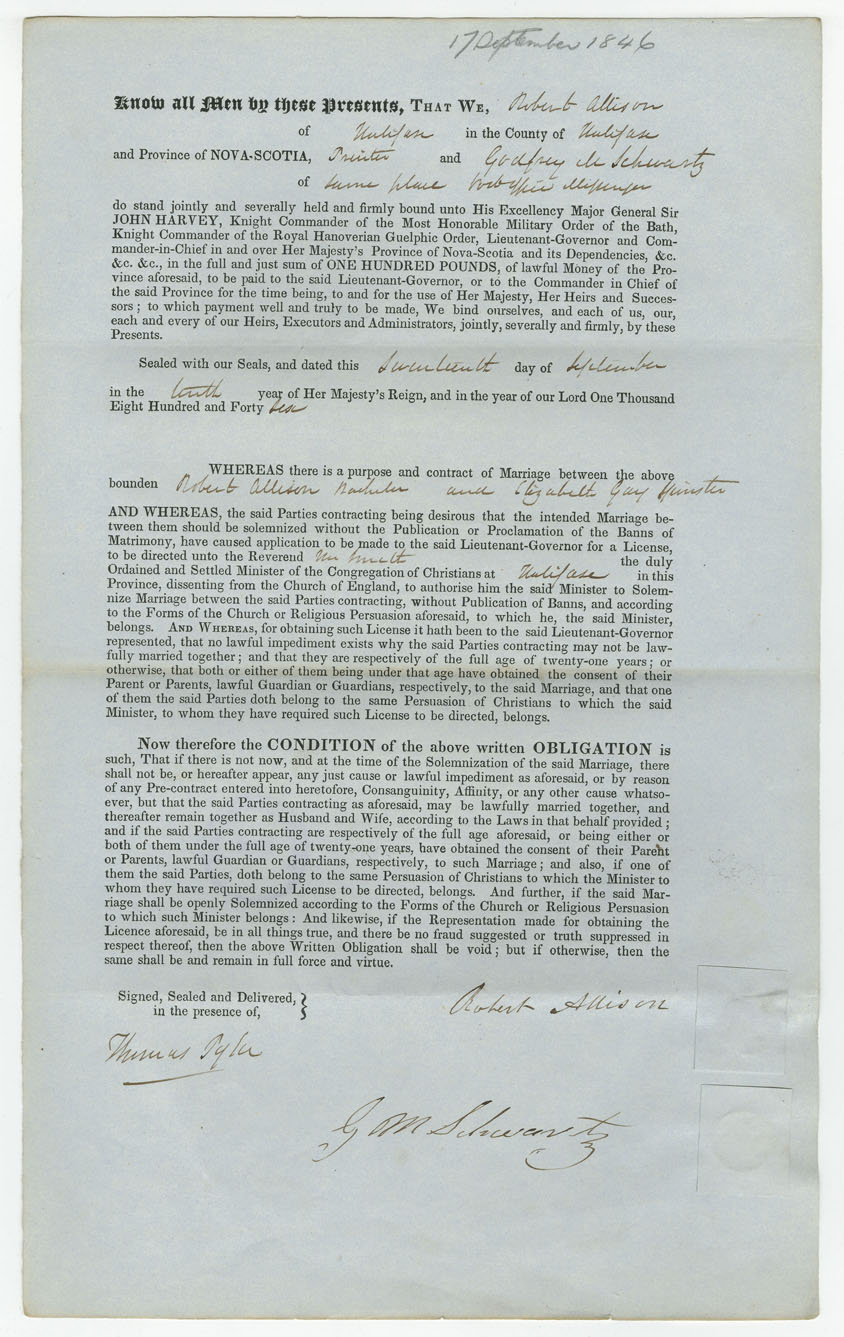 17 September 1846
Know all Men by these Presents, THAT WE, Robert Allison
of Halifax in the County of Halifax
and Province of NOVA-SCOTIA, Printer and Godfrey M Schwartz
of same place Messenger
do stand jointly and severally held and firmly bound unto His Excellency Major General Sir
JOHN HARVEY, Knight Commander of the Most Honorable Military Order of the Bath,
Knight Commander of the Royal Hanoverian Guelphic Order, Lieutenant-Governor and Com-
mander-in-Chief in and over Her Majesty's Province of Nova-Scotia and its Dependencies, &c.
&c. &c., in the full and just sum of ONE HUNDRED POUNDS, of lawful Money of the Pro-
vince aforesaid, to be paid to the said Lieutenant-Governor, or to the Commander in Chief of
the said Province for the time being, to and for the use of Her Majesty, Her Heirs and Succes-
sors; to which payment well and truly to be made, We bind ourselves, and each of us, our,
each and every of our Heirs, Executors and Administrators, jointly, severally and firmly, by these
Presents.
Sealed with our Seals, and dated this Seventeenth day of September
in the tenth year of Her Majesty's Reign, and in the year of our Lord One Thousand
Eight Hundred and Forty Six
WHEREAS there is a purpose and contract of Marriage between the above
bounden Robert Allison Bachelor and Elizabeth Gay Spinster
AND WHEREAS, the said Parties contracting being desirous that the intended Marriage be-
tween them should be solemnized without the Publication or Proclamation of the Banns of
Matrimony, have caused application to be made to the said Lieutenant-Governor for a License,
to be directed unto the Reverend the duly
Ordained and Settled Minister of the Congregation of Christians at Halifax in this
Province, dissenting from the Church of England, to authorise him the said Minister to Solem-
nize Marriage between the said Parties contracting, without Publication of Banns, and according
to the Forms of the Church or Religious Persuasion aforesaid, to which he, the said Minister,
belongs. AND WHEREAS, for obtaining such License it hath been to the said Lieutenant-Governor
represented, that no lawful impediment exists why the said Parties contracting may not be law-
fully married together; and that they are respectively of the full age of twenty-one years; or
otherwise, that both or either of them being under that age have obtained the consent of their
Parent or Parents, lawful Guardian or Guardians, respectively, to the said Marriage, and that one
of them the said Parties doth belong to the same Persuasion of Christians to which the said
Minister, to whom they have required such License to be directed, belongs.
Now therefore the CONDITION of the above written OBLIGATION is
such, That if there is not now, and at the time of the Solemnization of the said Marriage, there
shall not be, or hereafter appear, any just cause or lawful impediment as aforesaid, or by reason
of any Pre-contract entered into heretofore, Consanguinity, Affinity, or any other cause whatso-
ever, but that the said Parties contracting as aforesaid, may be lawfully married together, and
thereafter remain together as Husband and Wife, according to the Laws in that behalf provided;
and if the said Parties contracting are respectively of the full age aforesaid, or being either or
both of them under the full age of twenty-one years, have obtained the consent of their Parent
or Parents, lawful Guardian or Guardians, respectively, to such Marriage; and also, if one of
them the said Parties, doth belong to the same Persuasion of Christians to which the Minister to
whom they have required such License to be directed, belongs. And further, if the said Mar-
riage shall be openly Solemnized according to the Forms of the Church or Religious Persuasion
to which such Minister belongs: And likewise, if the Representation made for obtaining the
Licence aforesaid, be in all things true, and there be no fraud suggested or truth suppressed in
respect thereof, then the above Written Obligation shall be void; but if otherwise, then the
same shall be and remain in full force and virtue.
Signed, Sealed and Delivered, }
in the presence of,
Robert Allison
Thomas
G M Schwartz